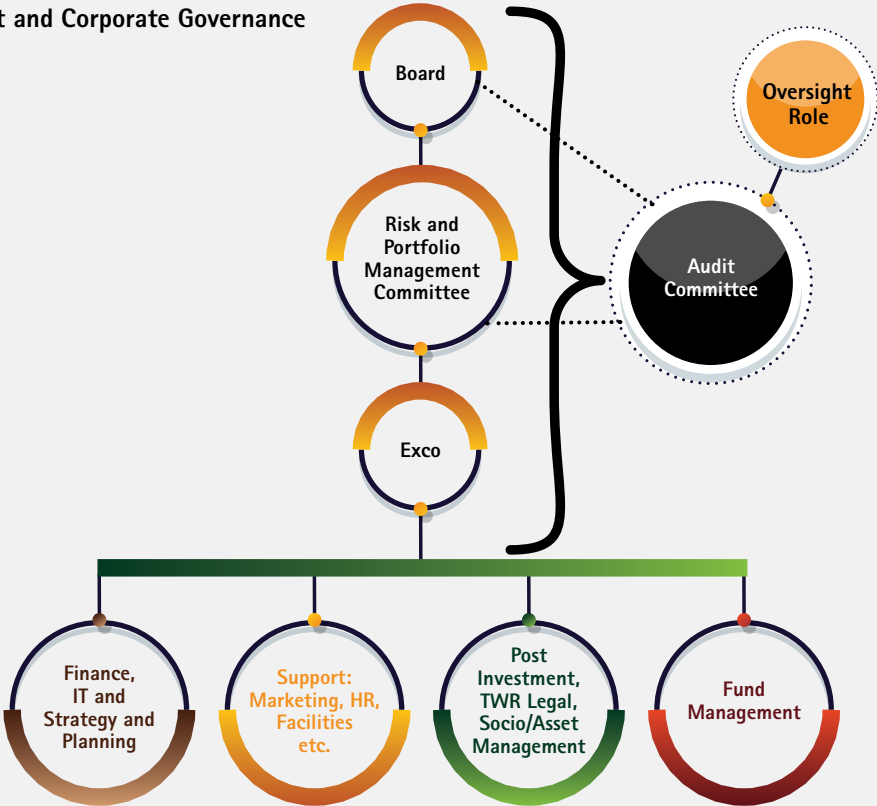 t and Corporate Governance
Board
Oversight
Role
Risk and
Portfolio
Management
Committee
Audit
Committee
Exco
Finance,
IT and
Strategy and
Planning
Support:
Marketing, HR,
Facilities
etc.
Post
Investment,
TWR Legal,
Socio/Asset
Management
Fund
Management